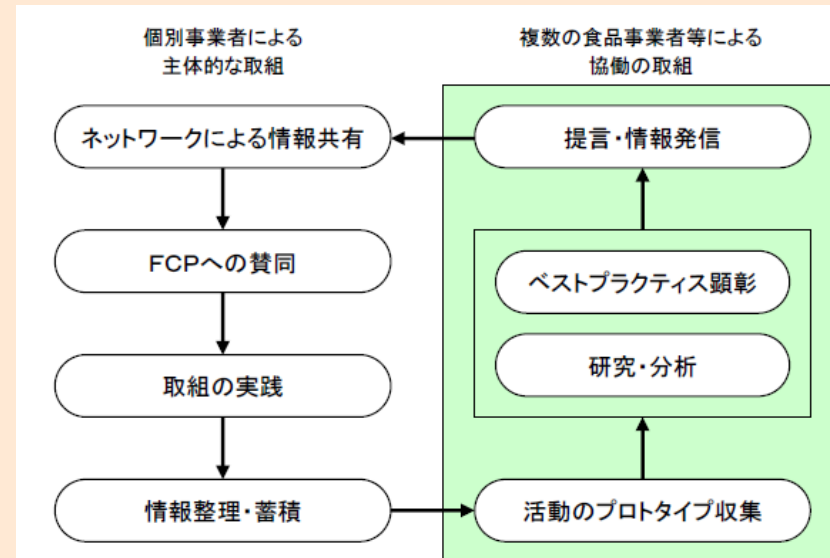 個別事業者による
主体的な取組
複数の食品事業者等による
協働の取組
ネットワークによる情報共有
提言・情報発信
FCPへの賛同
ベストプラクティス顕彰
取組の実践
研究・分析
情報整理・蓄積
活動のプロトタイプ収集